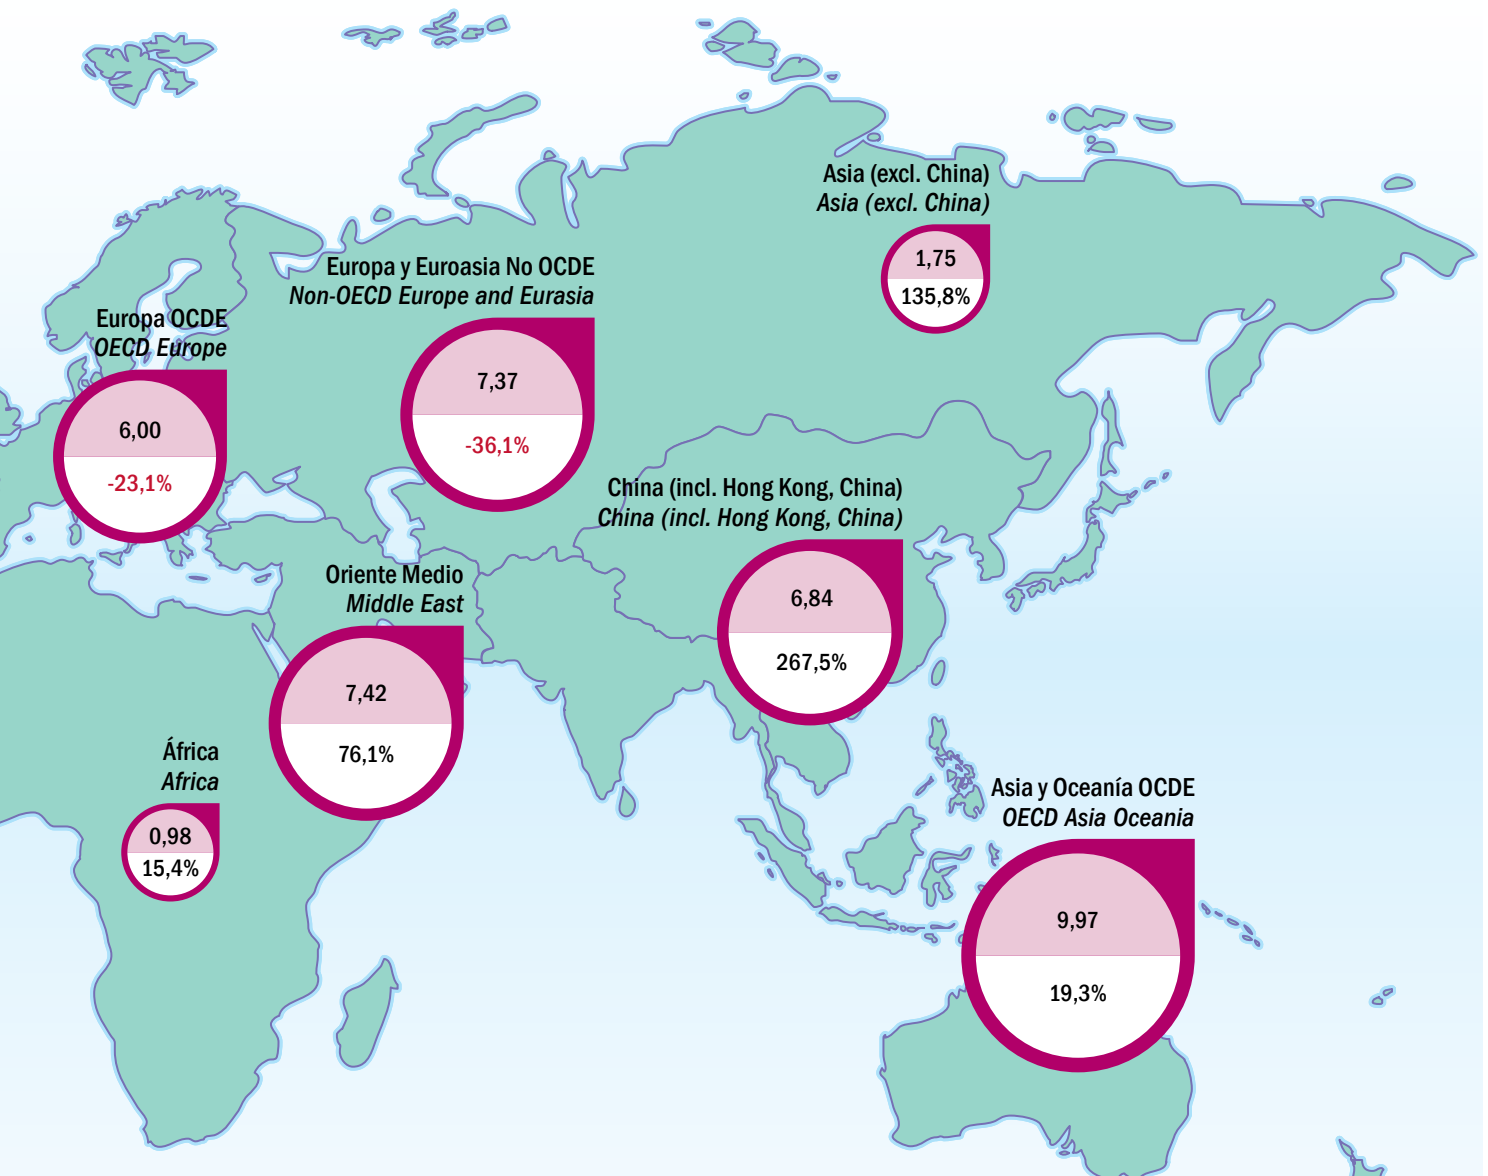 Asia (excl. China)
Asia (excl. China)
1,75
135,8%
Europa y Euroasia No OCDE
Non-OECD Europe and Eurasia
7,37
-36,1%
Europa OCDE
OECD Europe
6,00
-23,1%
China (incl. Hong Kong, China)
China (incl. Hong Kong, China)
6,84
267,5%
Oriente Medio
Middle East
7,42
76,1%
África
Africa
0,98
15,4%
Asia y Oceanía OCDE
OECD Asia Oceania
9,97
19,3%